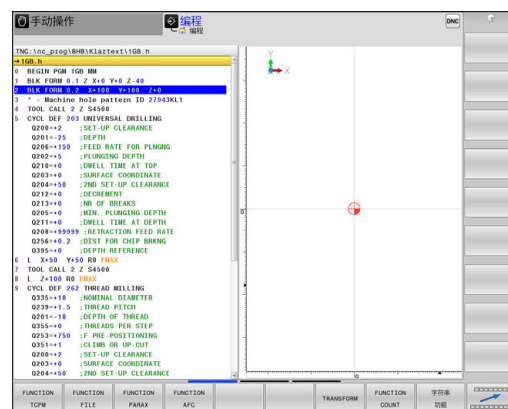 手动操作
编程
编程
DNC
TNC:\nc_prog\BHB\Klartext\1GB.h
→1GB.h
0 BEGIN PGM 1GB MM
1 BLK FORM 0.1 Z X+0 Y+0 Z-40
2 BLK FORM 0.2 X+100 Y+100 Z+0
3 * - Machine hole pattern ID 27943KL1
4 TOOL CALL 2 Z S4500
5 CYCL DEF 203 UNIVERSAL DRILLING
Q200=+2 ;SET-UP CLEARANCE
Q201=-25 ;DEPTH
Q206=+150 ;FEED RATE FOR PLNGNG
Q202=+5 ;PLUNGING DEPTH
Q210=+0 ;DWELL TIME AT TOP
Q203=+0 ;SURFACE COORDINATE
Q204=+50 ;2ND SET-UP CLEARANCE
Q212=+0 ;DECREMENT
Q213=+0 ;NR OF BREAKS
Q205=+0 ;MIN. PLUNGING DEPTH
Q211=+0 ;DWELL TIME AT DEPTH
Q208=+99999 ;RETRACTION FEED RATE
Q256=+0.2 ;DIST FOR CHIP BRKNG
Q395=+0 ;DEPTH REFERENCE
6 L X+50 Y+50 R0 FMAX
7 TOOL CALL 2 Z S4500
8 L Z+100 R0 FMAX
9 CYCL DEF 262 THREAD MILLING
Q335=+10 ;NOMINAL DIAMETER
Q239=+1.5 ;THREAD PITCH
Q201=-18 ;DEPTH OF THREAD
Q355=+0 ;THREADS PER STEP
Q253=+750 ;F PRE-POSITIONING
Q351=+1 ;CLIMB OR UP-CUT
Q200=+2 ;SET-UP CLEARANCE
Q203=+0 ;SURFACE COORDINATE
Q204=+50 ;2ND SET-UP CLEARANCE
Y
X
0
0
FUNCTION TCPM
FUNCTION FILE
FUNCTION PARAX
FUNCTION AFC
TRANSFORM
FUNCTION COUNT
字符串 功能